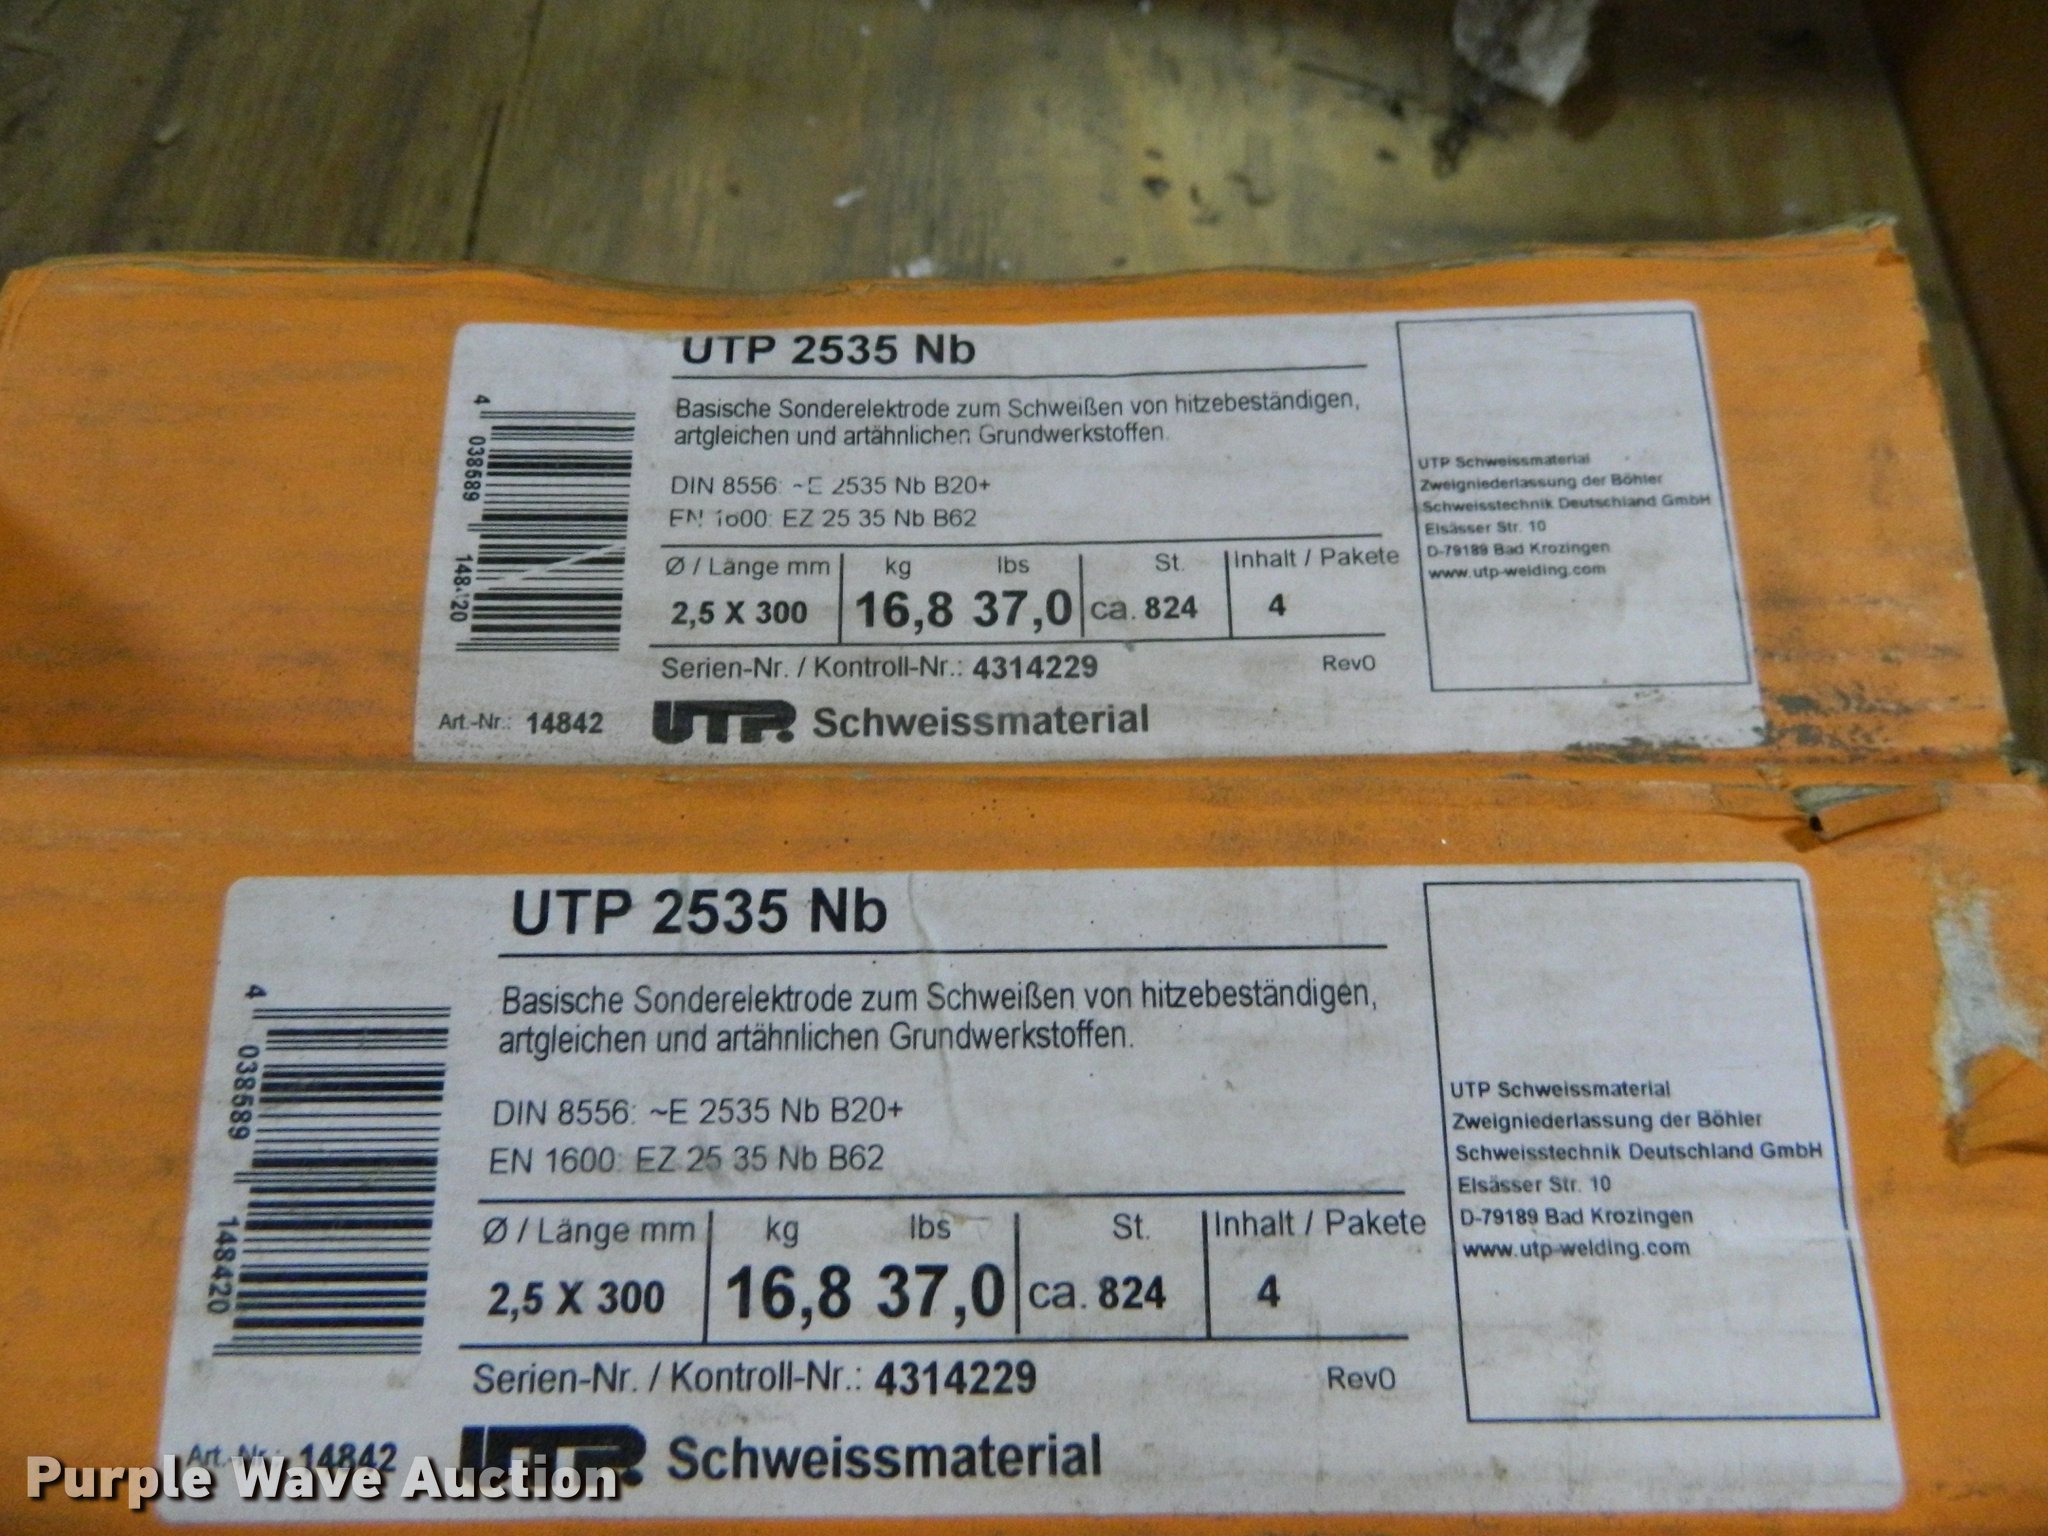 UTP 2535 Nb
Basische Sonderelektrode zum Schweißen von hitzebeständigen,
artgleichen und artähnlichen Grundwerkstoffen.
DIN 8556: ~E 2535 Nb B20+
EN 1600: EZ 25 35 Nb B62
Ø / Länge mm kg lbs St. Inhalt / Pakete
2,5 X 300 16,8 37,0 ca. 824 4
Serien-Nr. / Kontroll-Nr.: 4314229 Rev0
4 038589 148420
Art.-Nr.: 14842
UTP Schweissmaterial
UTP Schweissmaterial
Zweigniederlassung der Böhler
Schweisstechnik Deutschland GmbH
Elsässer Str. 10
D-79189 Bad Krozingen
www.utp-welding.com
UTP 2535 Nb
Basische Sonderelektrode zum Schweißen von hitzebeständigen,
artgleichen und artähnlichen Grundwerkstoffen.
DIN 8556: ~E 2535 Nb B20+
EN 1600: EZ 25 35 Nb B62
Ø / Länge mm kg lbs St. Inhalt / Pakete
2,5 X 300 16,8 37,0 ca. 824 4
Serien-Nr. / Kontroll-Nr.: 4314229 Rev0
4 038589 148420
Art.-Nr.: 14842
UTP Schweissmaterial
UTP Schweissmaterial
Zweigniederlassung der Böhler
Schweisstechnik Deutschland GmbH
Elsässer Str. 10
D-79189 Bad Krozingen
www.utp-welding.com
Purple Wave Auction